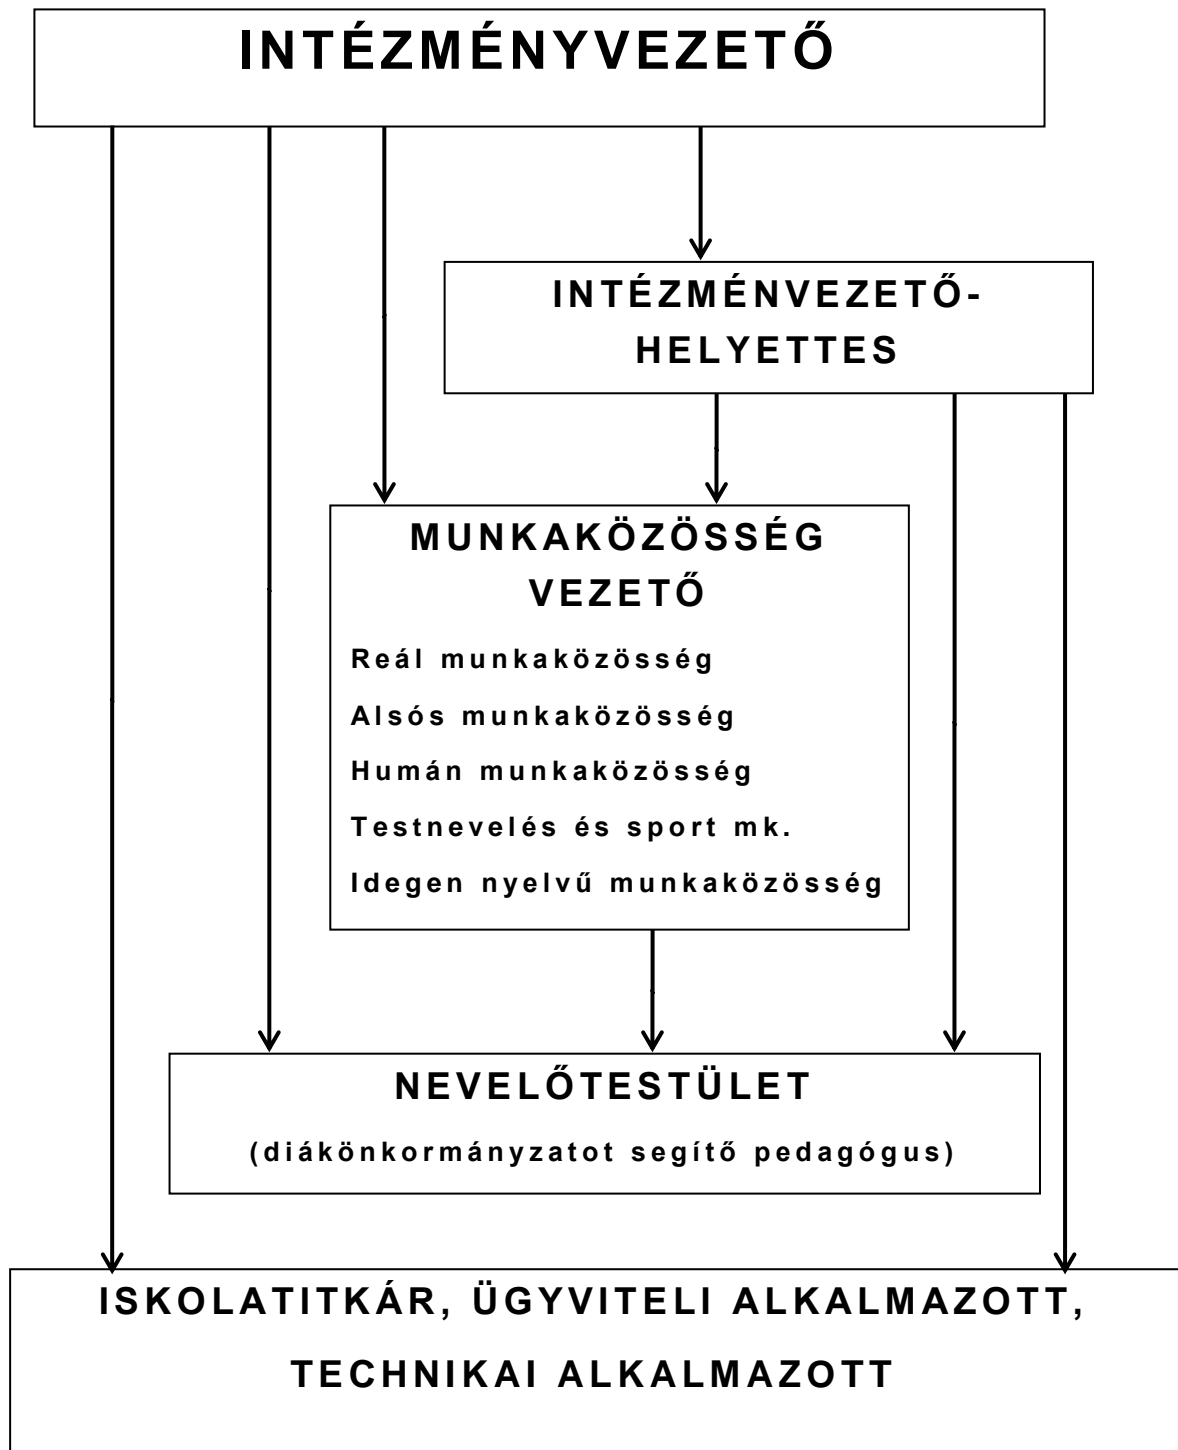 INTÉZMÉNYVEZETŐ
INTÉZMÉNVEZETŐ-
HELYETTES
MUNKAKÖZÖSSÉG
VEZETŐ
Reál munkaközösség
Alsós munkaközösség
Humán munkaközösség
Testnevelés és sport mk.
Idegen nyelvű munkaközösség
NEVELŐTESTÜLET
(diákönkormányzatot segítő pedagógus)
ISKOLATITKÁR, ÜGYVITELI ALKALMAZOTT,
TECHNIKAI ALKALMAZOTT